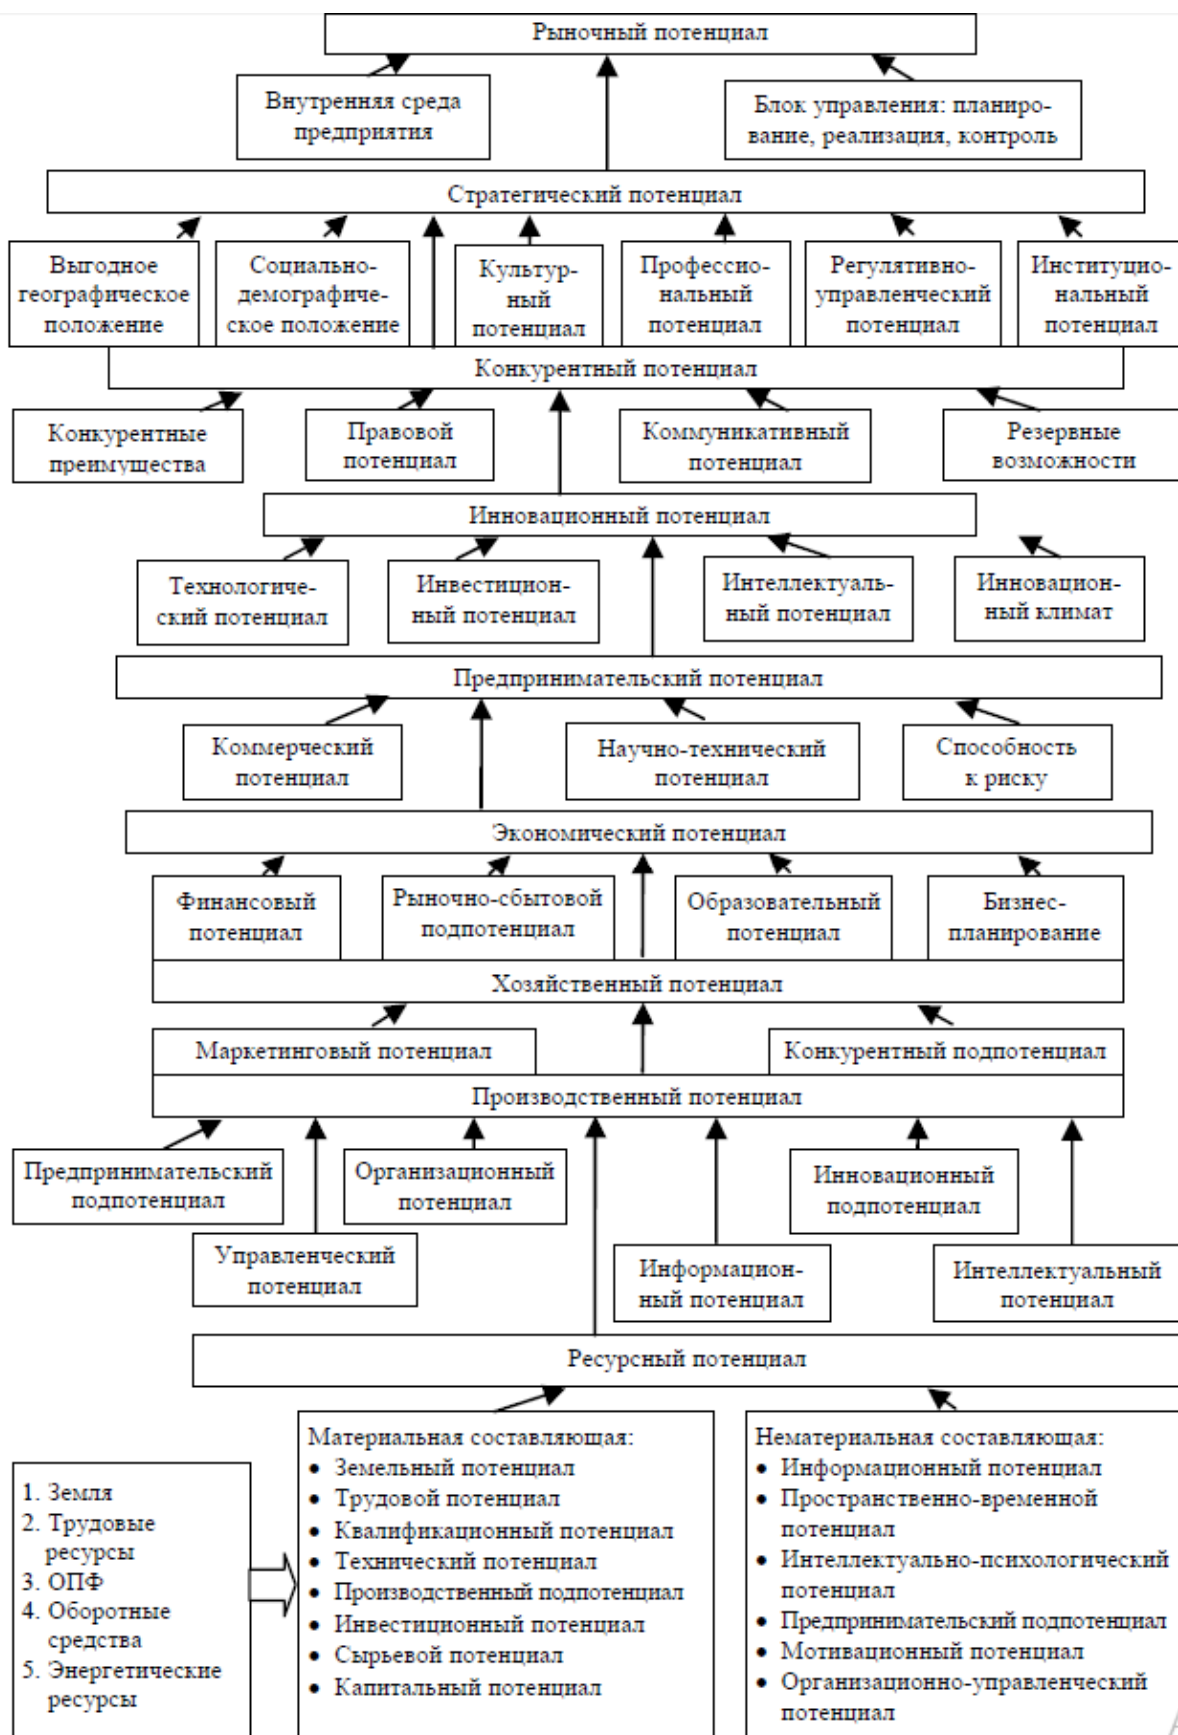 Рыночный потенциал
Внутренняя среда
предприятия
Блок управления: планиро-
вание, реализация, контроль
Стратегический потенциал
Выгодное
географическое
положение
Социально-
демографиче-
ское положение
Культур-
ный
потенциал
Профессио-
нальный
потенциал
Регулятивно-
управленческий
потенциал
Институцио-
нальный
потенциал
Конкурентный потенциал
Конкурентные
преимущества
Правовой
потенциал
Коммуникативный
потенциал
Резервные
возможности
Инновационный потенциал
Технологиче-
ский потенциал
Инвестицион-
ный потенциал
Интеллектуаль-
ный потенциал
Инновацион-
ный климат
Предпринимательский потенциал
Коммерческий
потенциал
Научно-технический
потенциал
Способность
к риску
Экономический потенциал
Финансовый
потенциал
Рыночно-сбытовой
подпотенциал
Образовательный
потенциал
Бизнес-
планирование
Хозяйственный потенциал
Маркетинговый потенциал
Конкурентный подпотенциал
Производственный потенциал
Предпринимательский
подпотенциал
Организационный
потенциал
Инновационный
подпотенциал
Управленческий
потенциал
Информацион-
ный потенциал
Интеллектуальный
потенциал
Ресурсный потенциал
1. Земля
2. Трудовые
ресурсы
3. ОПФ
4. Оборотные
средства
5. Энергетические
ресурсы
Материальная составляющая:
• Земельный потенциал
• Трудовой потенциал
• Квалификационный потенциал
• Технический потенциал
• Производственный подпотенциал
• Инвестиционный потенциал
• Сырьевой потенциал
• Капитальный потенциал
Нематериальная составляющая:
• Информационный потенциал
• Пространственно-временной
потенциал
• Интеллектуально-психологический
потенциал
• Предпринимательский подпотенциал
• Мотивационный потенциал
• Организационно-управленческий
потенциал